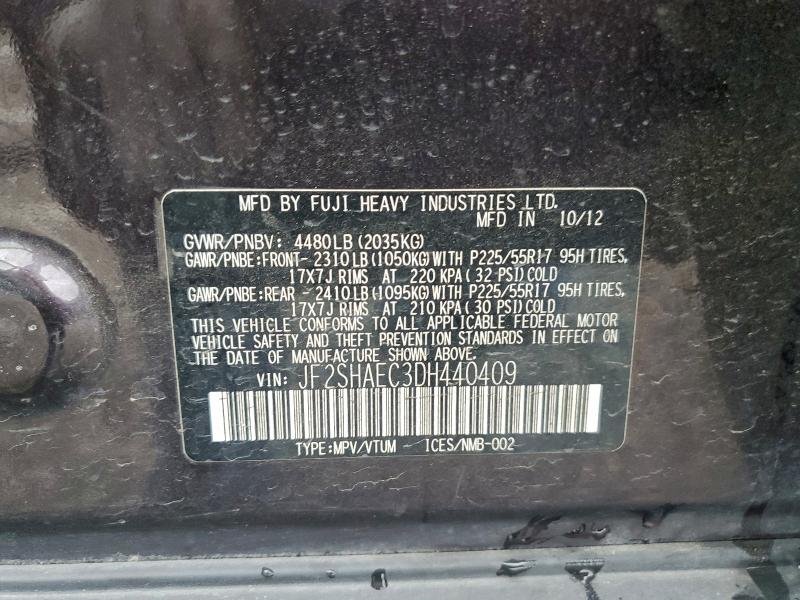 MFD BY FUJI HEAVY INDUSTRIES LTD.
MFD IN 10/12
GVWR/PNBV: 4480LB (2035KG)
GAWR/PNBE:FRONT- 2310LB (1050KG) WITH P225/55R17 95H TIRES,
17X7J RIMS AT 220 KPA ( 32 PSI) COLD
GAWR/PNBE:REAR - 2410LB (1095KG) WITH P225/55R17 95H TIRES,
17X7J RIMS AT 210 KPA ( 30 PSI) COLD
THIS VEHICLE CONFORMS TO ALL APPLICABLE FEDERAL MOTOR
VEHICLE SAFETY AND THEFT PREVENTION STANDARDS IN EFFECT ON
THE DATE OF MANUFACTURE SHOWN ABOVE.
VIN: JF2SHAEC3DH440409
TYPE:MPV/VTUM ICES/NMB-002